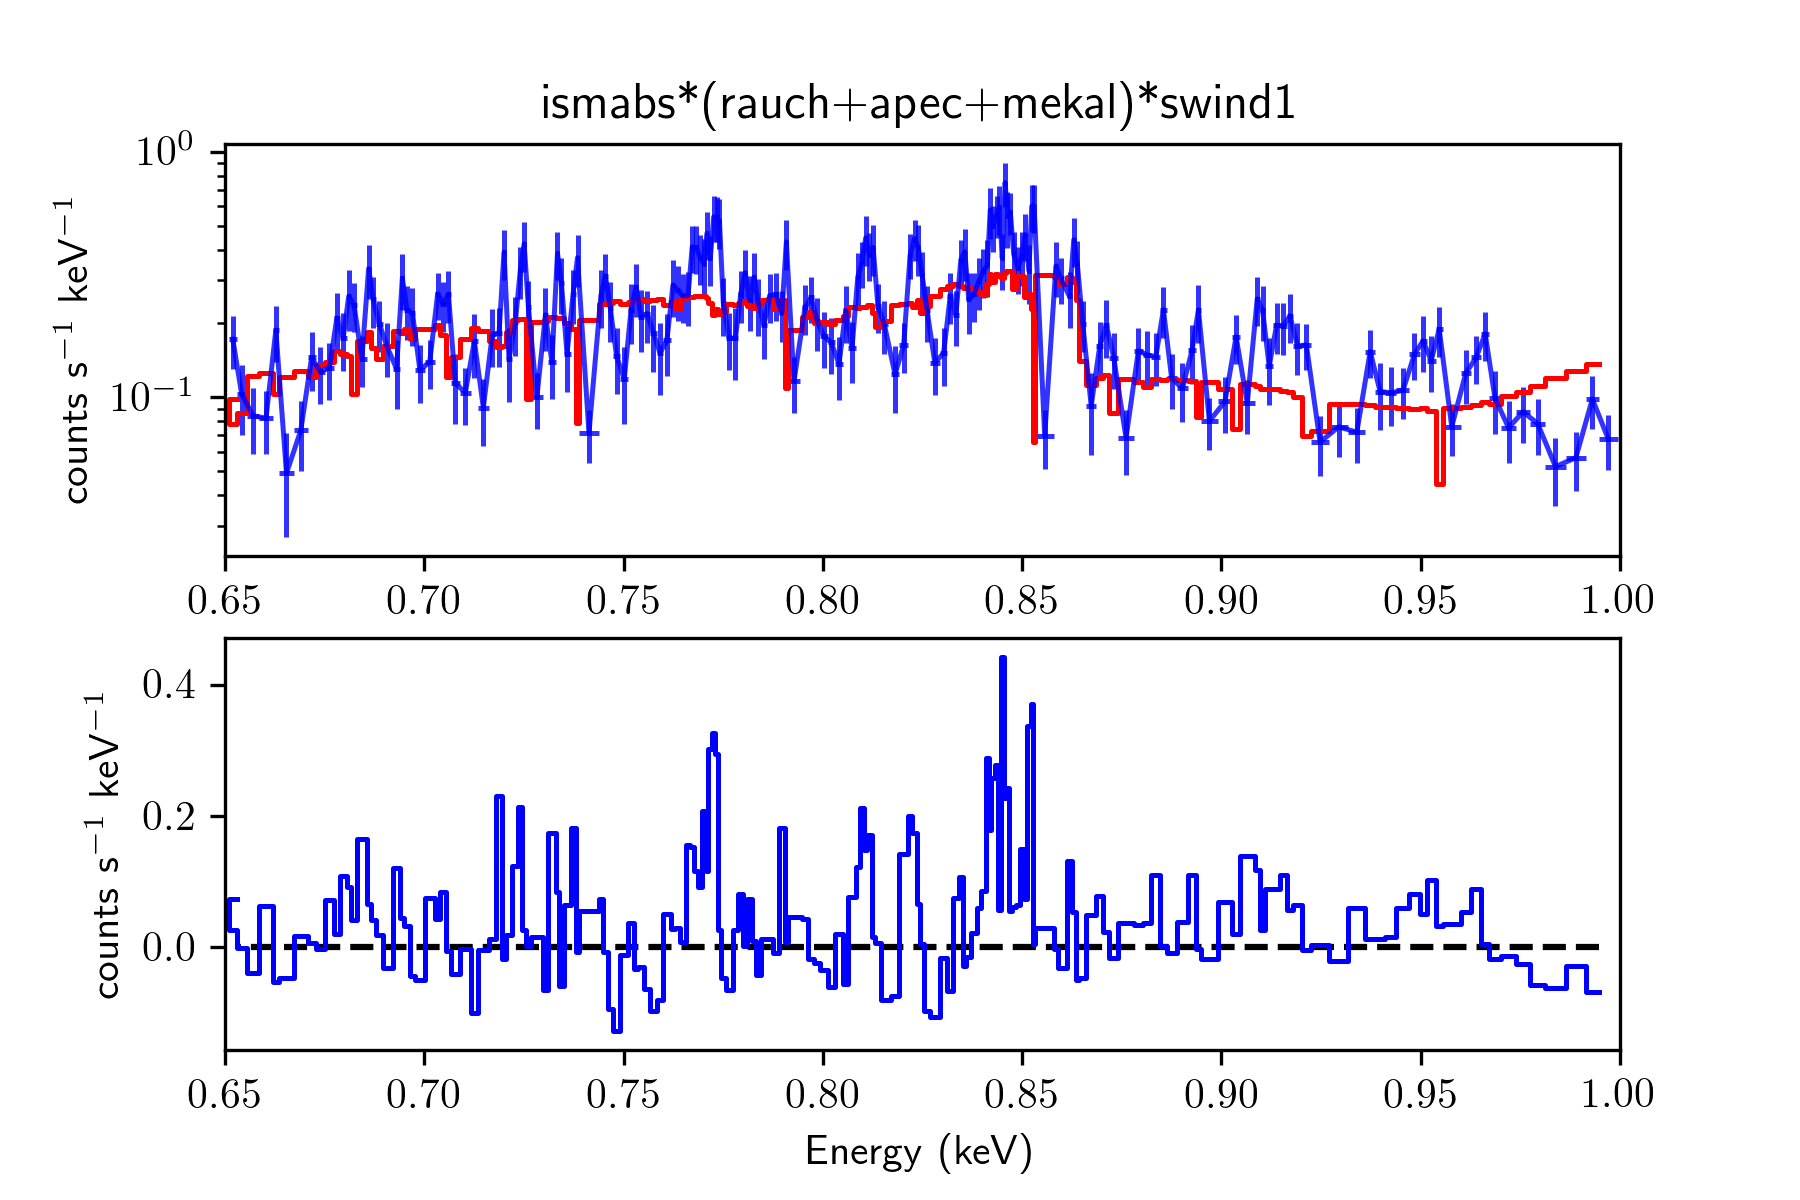 ismabs*(rauch+apec+mekal)*swind1
10⁰
10⁻¹
counts s⁻¹ keV⁻¹
0.65 0.70 0.75 0.80 0.85 0.90 0.95 1.00
0.4
0.2
0.0
counts s⁻¹ keV⁻¹
0.65 0.70 0.75 0.80 0.85 0.90 0.95 1.00
Energy (keV)